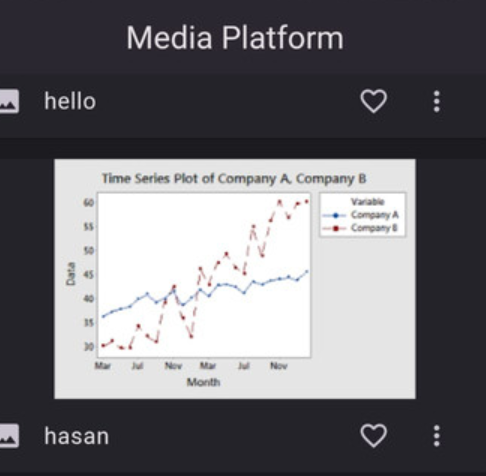 Media Platform
hello
Time Series Plot of Company A, Company B
Variable
Company A
Company B
60
55
50
45
40
35
30
Data
Mar Jul Nov Mar Jul Nov
Month
hasan